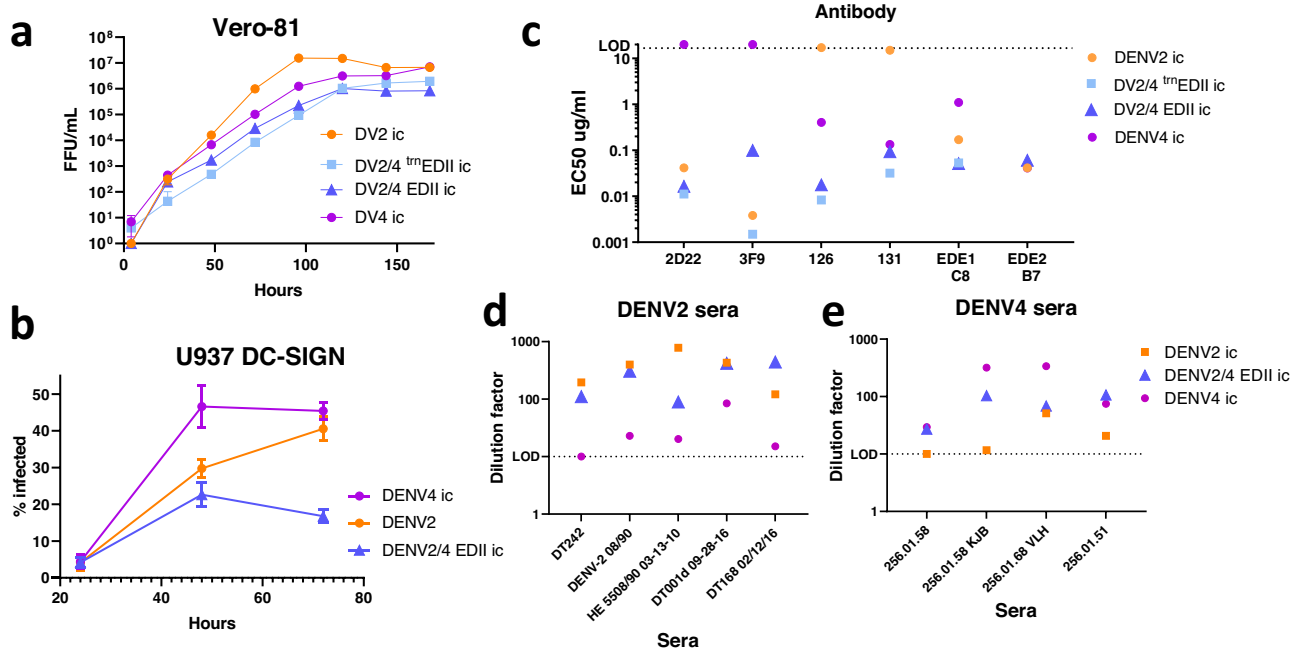 a
Vero-81
FFU/mL
10⁸
10⁷
10⁶
10⁵
10⁴
10³
10²
10¹
10⁰
0 50 100 150
Hours
DV2 ic
DV2/4 ᵗʳⁿEDII ic
DV2/4 EDII ic
DV4 ic
b
U937 DC-SIGN
% infected
50
40
30
20
10
0
20 40 60 80
Hours
DENV4 ic
DENV2
DENV2/4 EDII ic
c
Antibody
EC50 ug/ml
LOD
10
1
0.1
0.01
0.001
2D22 3F9 126 131 EDE1 EDE2
C8 B7
DENV2 ic
DV2/4 ᵗʳⁿEDII ic
DV2/4 EDII ic
DENV4 ic
d
DENV2 sera
Dilution factor
1000
100
LOD
1
DT242
DENV-2 08/90
HE 5508/90 03-13-10
DT001d 09-28-16
DT168 02/12/16
Sera
e
DENV4 sera
Dilution factor
1000
100
LOD
1
256.01.58
256.01.58 KJB
256.01.68 VLH
256.01.51
Sera
DENV2 ic
DENV2/4 EDII ic
DENV4 ic